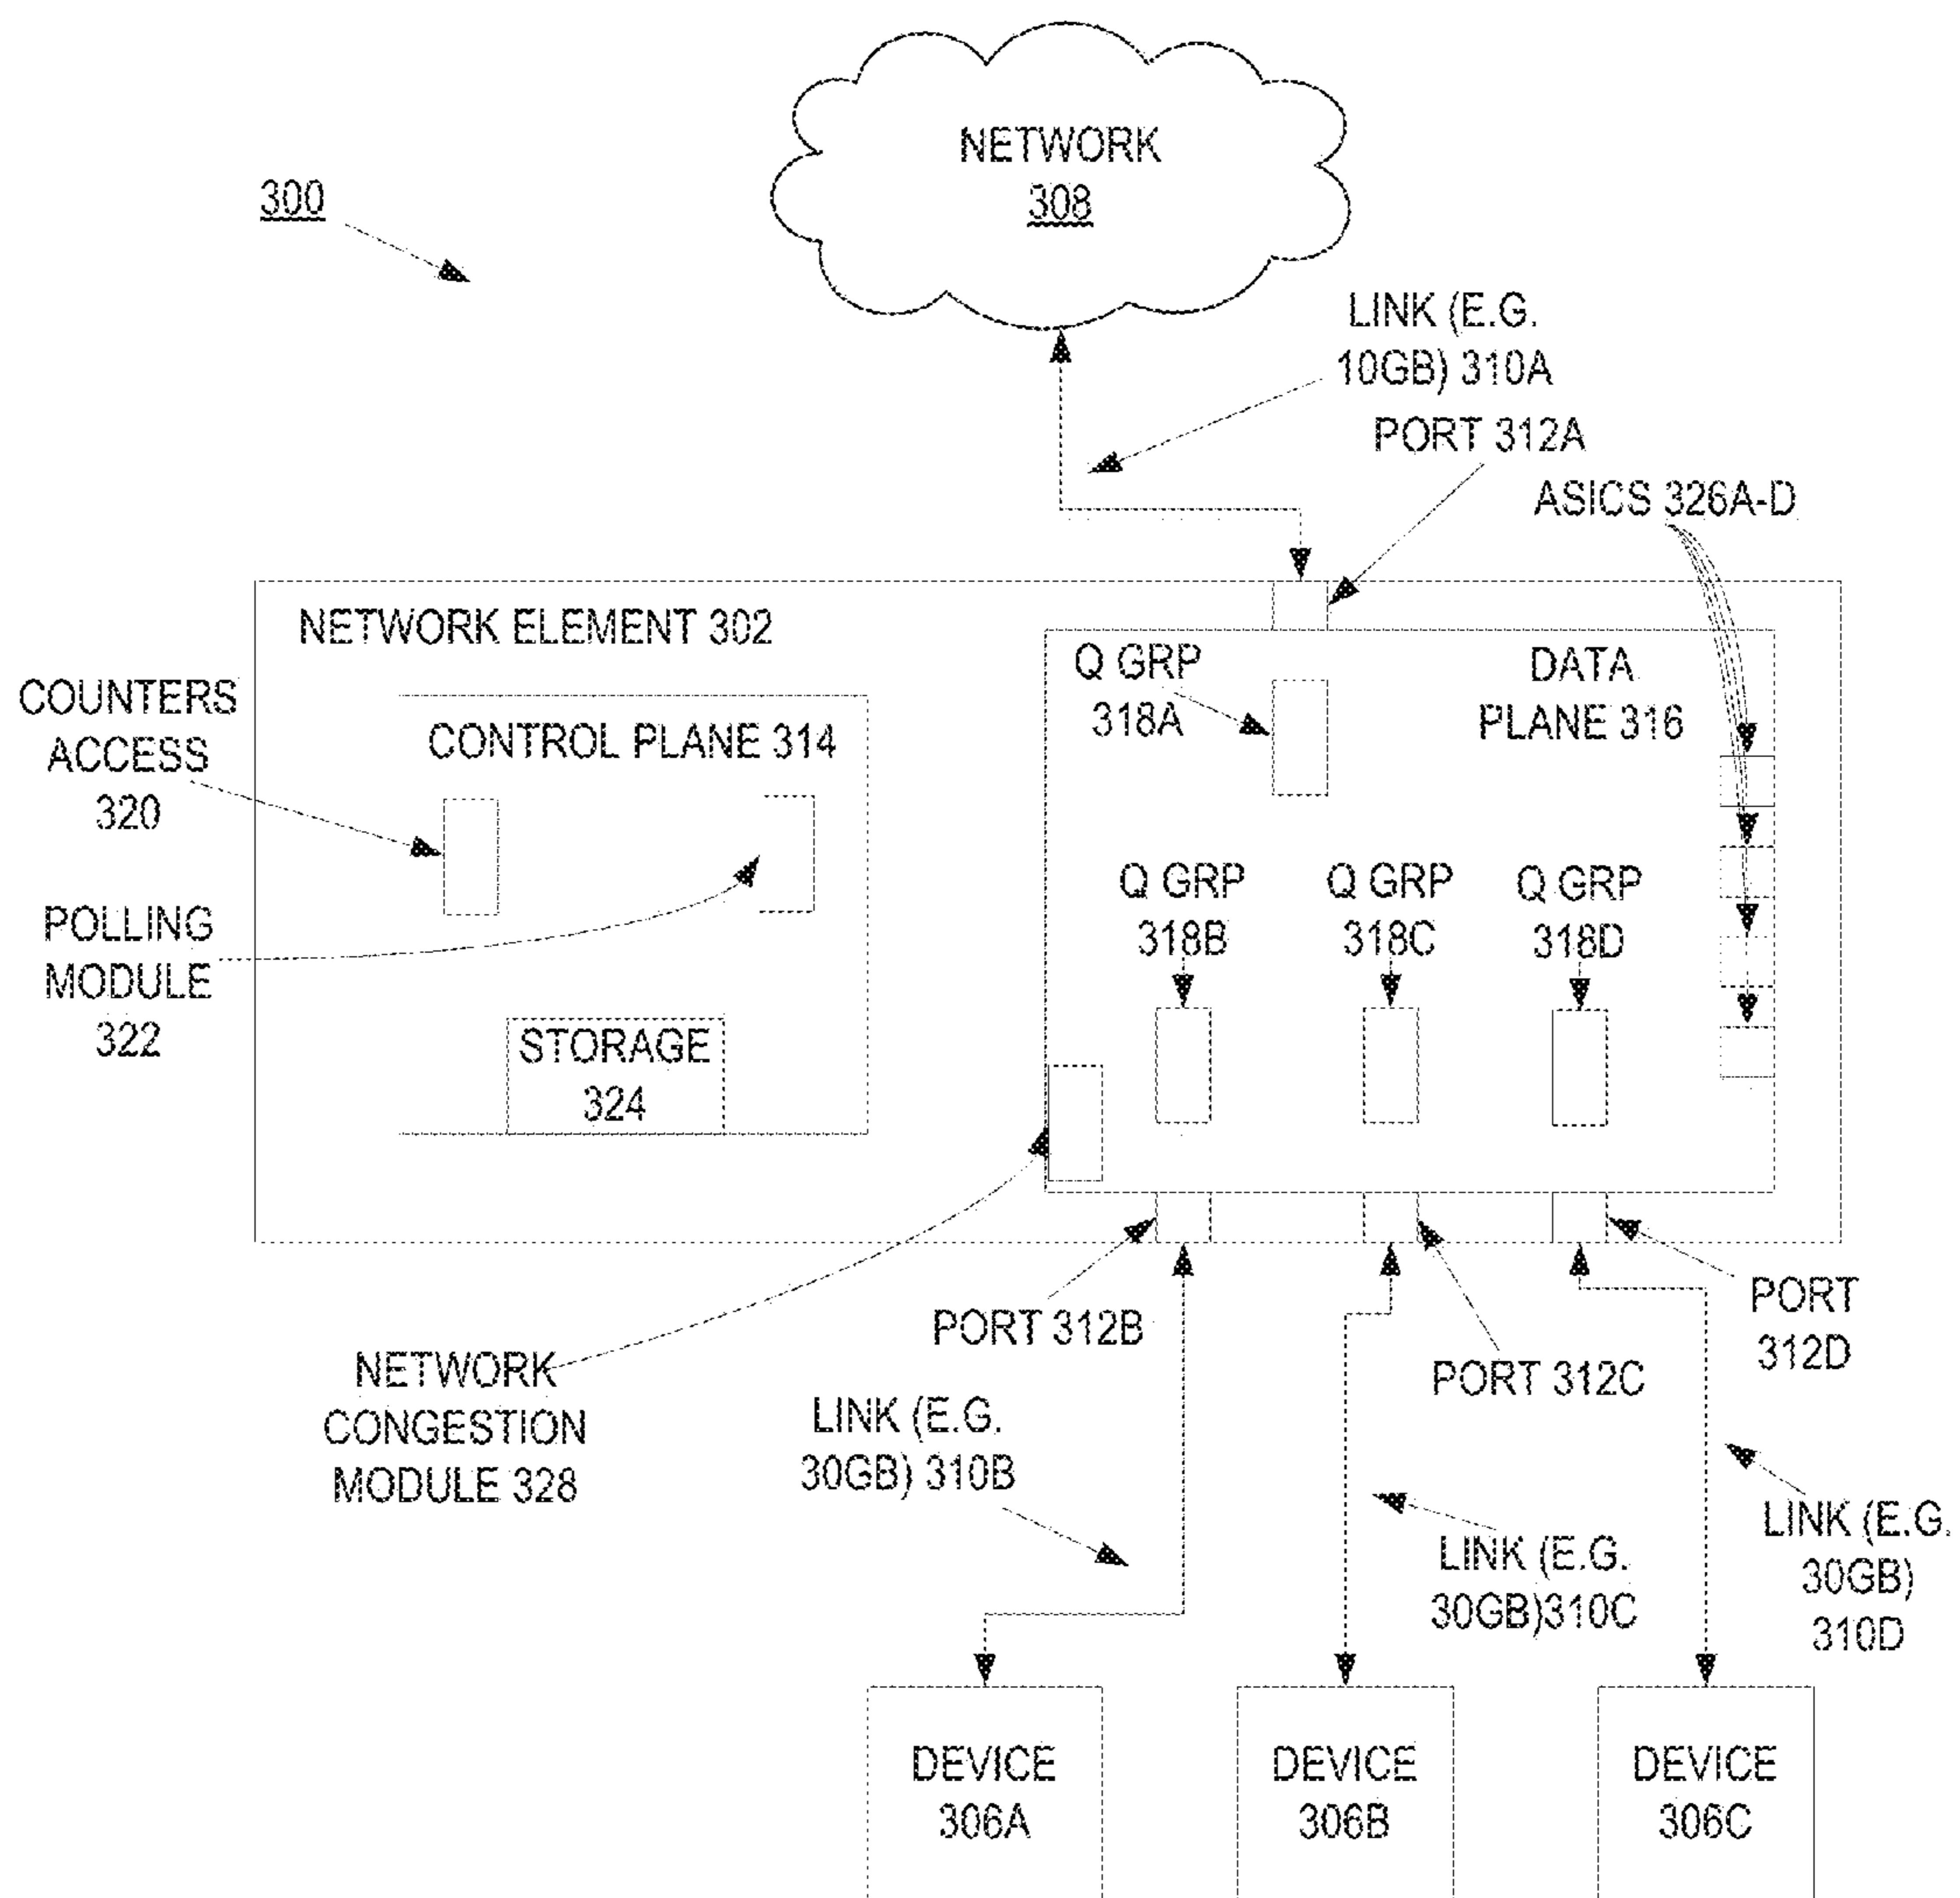 NETWORK
308
300
LINK (E.G.
10GB) 310A
PORT 312A
ASICS 326A-D
NETWORK ELEMENT 302
COUNTERS
ACCESS
320
CONTROL PLANE 314
Q GRP
318A
DATA
PLANE 316
POLLING
MODULE
322
Q GRP
318B
Q GRP
318C
Q GRP
318D
STORAGE
324
PORT 312B
PORT 312C
PORT
312D
NETWORK
CONGESTION
MODULE 328
LINK (E.G.
30GB) 310B
LINK (E.G.
30GB)310C
LINK (E.G.
30GB)
310D
DEVICE
306A
DEVICE
306B
DEVICE
306C